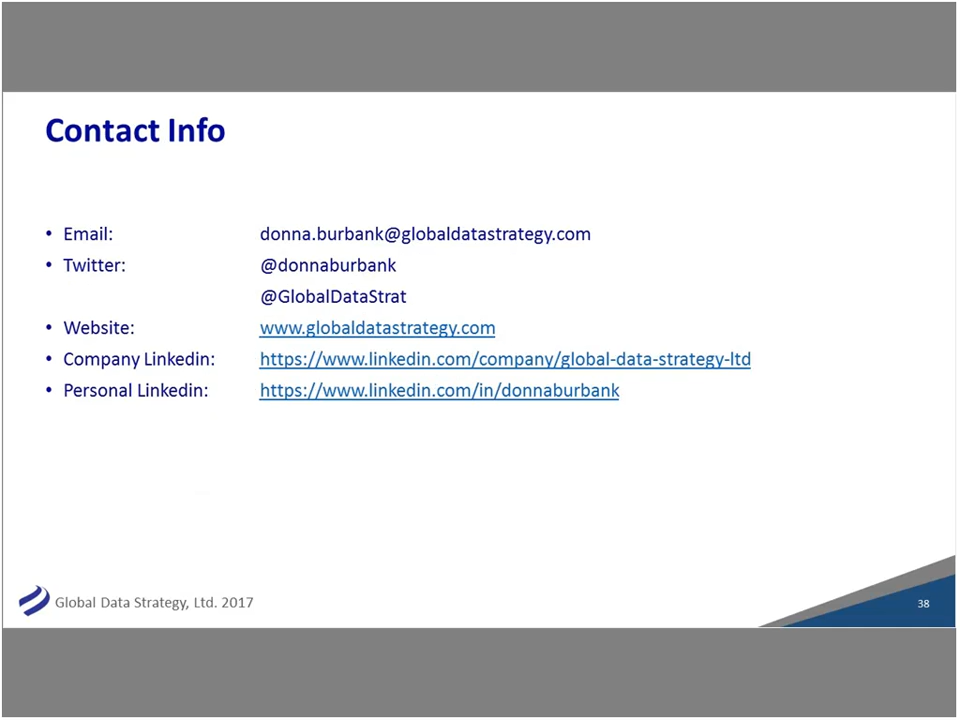 Contact Info
• Email: donna.burbank@globaldatastrategy.com
• Twitter: @donnaburbank
@GlobalDataStrat
• Website: www.globaldatastrategy.com
• Company Linkedin: https://www.linkedin.com/company/global-data-strategy-ltd
• Personal Linkedin: https://www.linkedin.com/in/donnaburbank
Global Data Strategy, Ltd. 2017
38